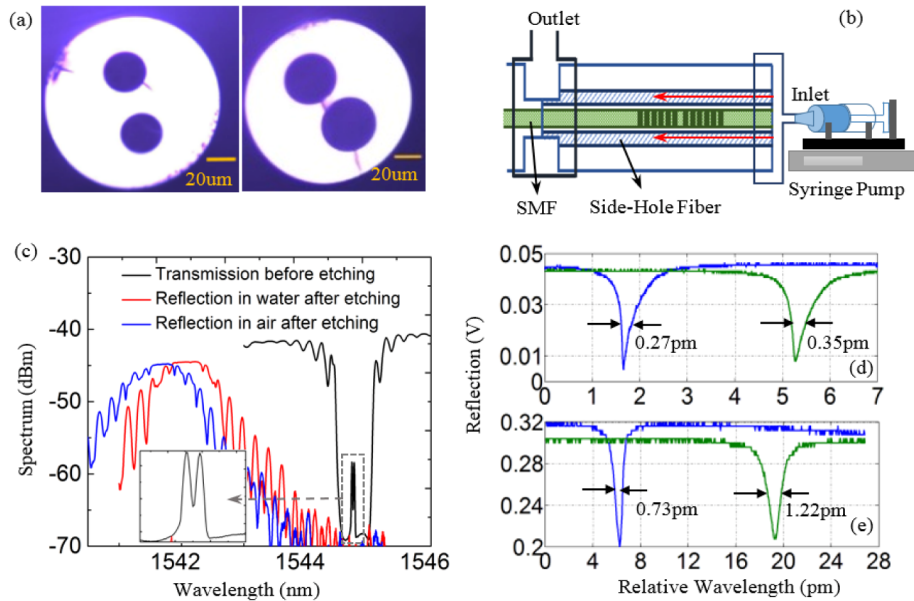 (a)
20um
20um
(b)
Outlet
Inlet
SMF
Side-Hole Fiber
Syringe Pump
(c)
-30
-40
-50
-60
-70
Spectrum (dBm)
Transmission before etching
Reflection in water after etching
Reflection in air after etching
1542
1544
1546
Wavelength (nm)
Reflection (V)
0.05
0.03
0.01
0.27pm
0.35pm
(d)
0 1 2 3 4 5 6 7
0.32
0.28
0.24
0.2
0.73pm
1.22pm
(e)
0 4 8 12 16 20 24 28
Relative Wavelength (pm)